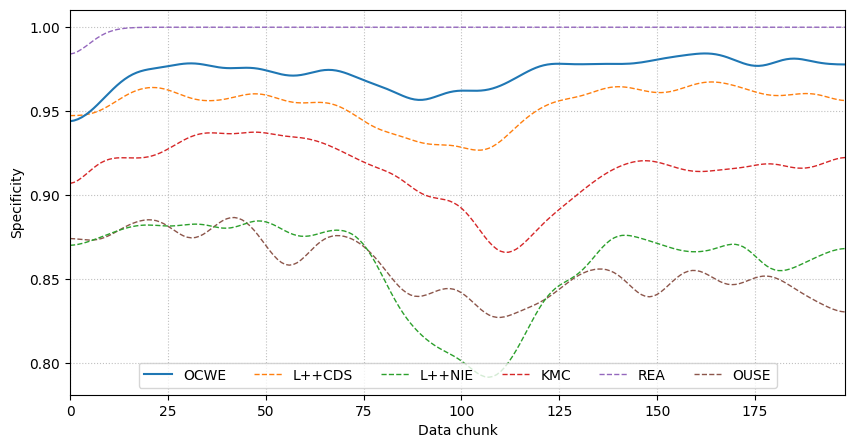 Specificity
1.00
0.95
0.90
0.85
0.80
OCWE L++CDS L++NIE KMC REA OUSE
0 25 50 75 100 125 150 175
Data chunk